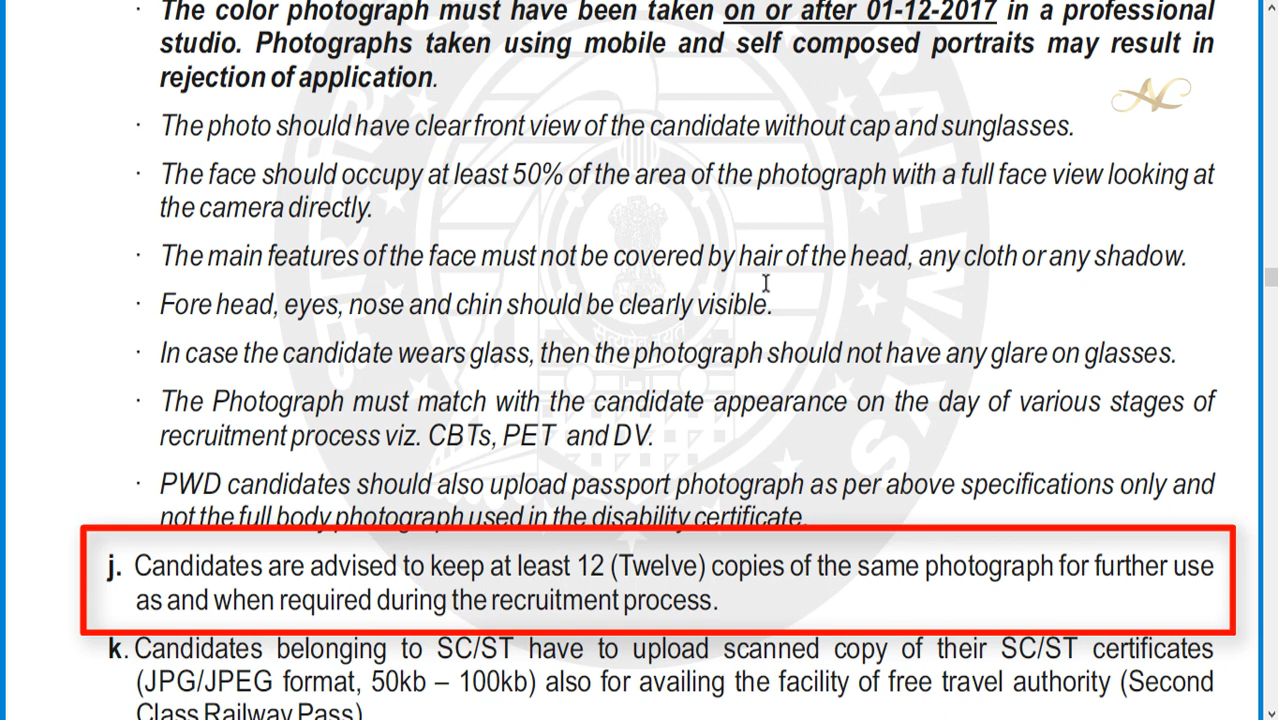 · The color photograph must have been taken on or after 01-12-2017 in a professional
studio. Photographs taken using mobile and self composed portraits may result in
rejection of application.
· The photo should have clear front view of the candidate without cap and sunglasses.
· The face should occupy at least 50% of the area of the photograph with a full face view looking at
the camera directly.
· The main features of the face must not be covered by hair of the head, any cloth or any shadow.
· Fore head, eyes, nose and chin should be clearly visible.
· In case the candidate wears glass, then the photograph should not have any glare on glasses.
· The Photograph must match with the candidate appearance on the day of various stages of
recruitment process viz. CBTs, PET and DV.
· PWD candidates should also upload passport photograph as per above specifications only and
not the full body photograph used in the disability certificate.
j. Candidates are advised to keep at least 12 (Twelve) copies of the same photograph for further use
as and when required during the recruitment process.
k. Candidates belonging to SC/ST have to upload scanned copy of their SC/ST certificates
(JPG/JPEG format, 50kb – 100kb) also for availing the facility of free travel authority (Second
Class Railway Pass)